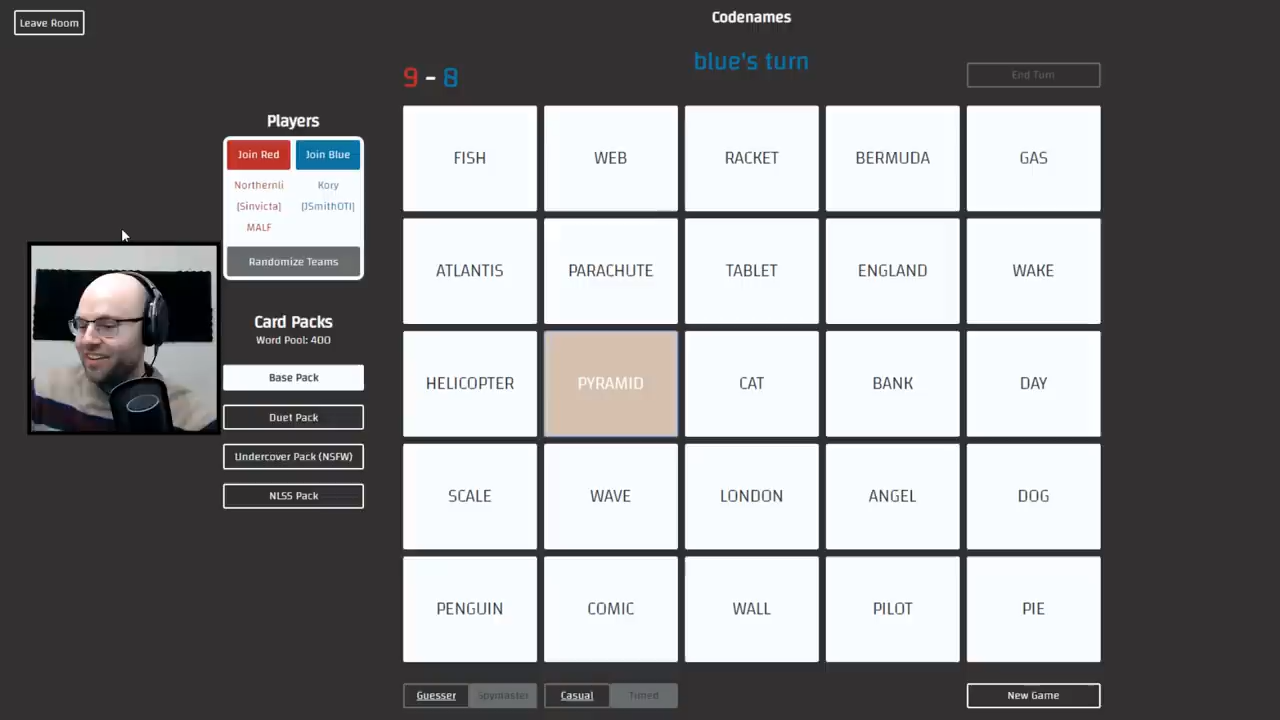 Leave Room
Codenames
9 - 8
blue's turn
End Turn
Players
Join Red
Join Blue
Northernli
Kory
[Sinvicta]
[JSmithOTI]
MALF
Randomize Teams
Card Packs
Word Pool: 400
Base Pack
Duet Pack
Undercover Pack (NSFW)
NLSS Pack
FISH
WEB
RACKET
BERMUDA
GAS
ATLANTIS
PARACHUTE
TABLET
ENGLAND
WAKE
HELICOPTER
PYRAMID
CAT
BANK
DAY
SCALE
WAVE
LONDON
ANGEL
DOG
PENGUIN
COMIC
WALL
PILOT
PIE
Guesser
Spymaster
Casual
Timed
New Game